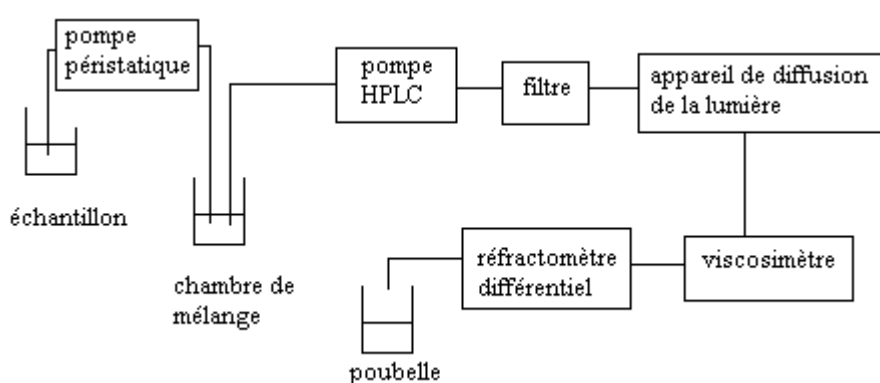 pompe
péristatique
échantillon
chambre de
mélange
pompe
HPLC
filtre
appareil de diffusion
de la lumière
viscosimètre
réfractomètre
différentiel
poubelle